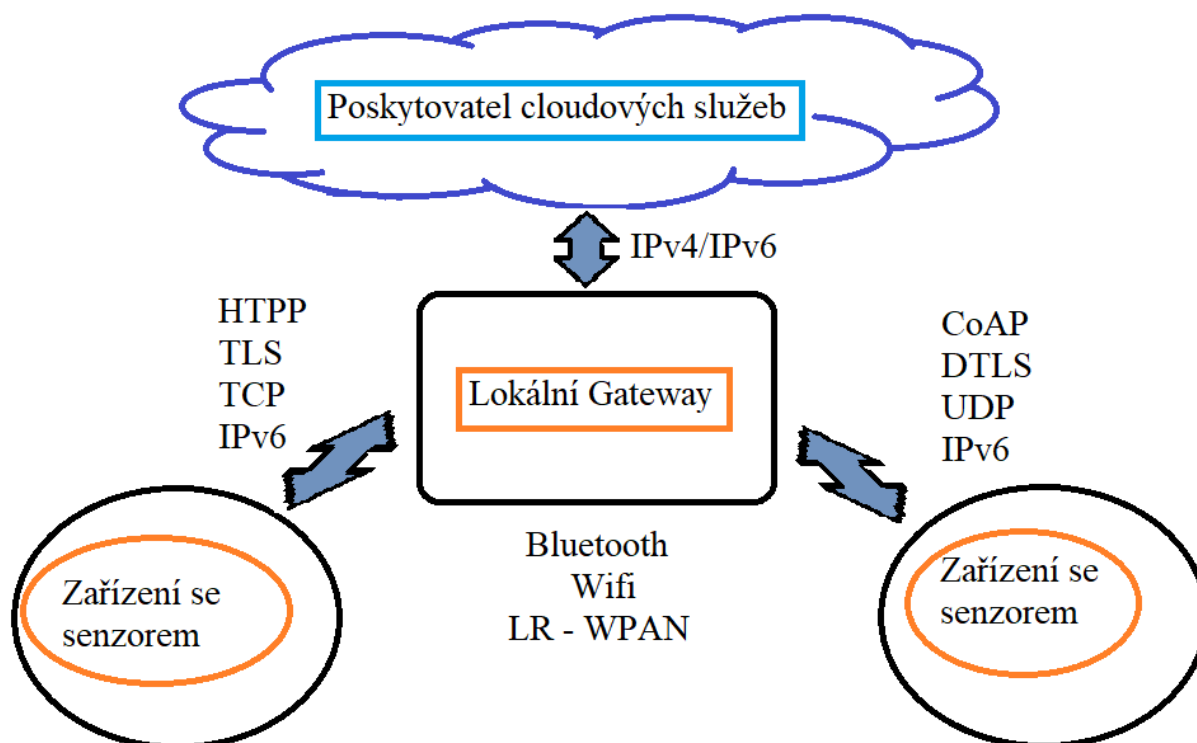 Poskytovatel cloudových služeb
IPv4/IPv6
HTPP
TLS
TCP
IPv6
Lokální Gateway
CoAP
DTLS
UDP
IPv6
Bluetooth
Wifi
LR - WPAN
Zařízení se
senzorem
Zařízení se
senzorem